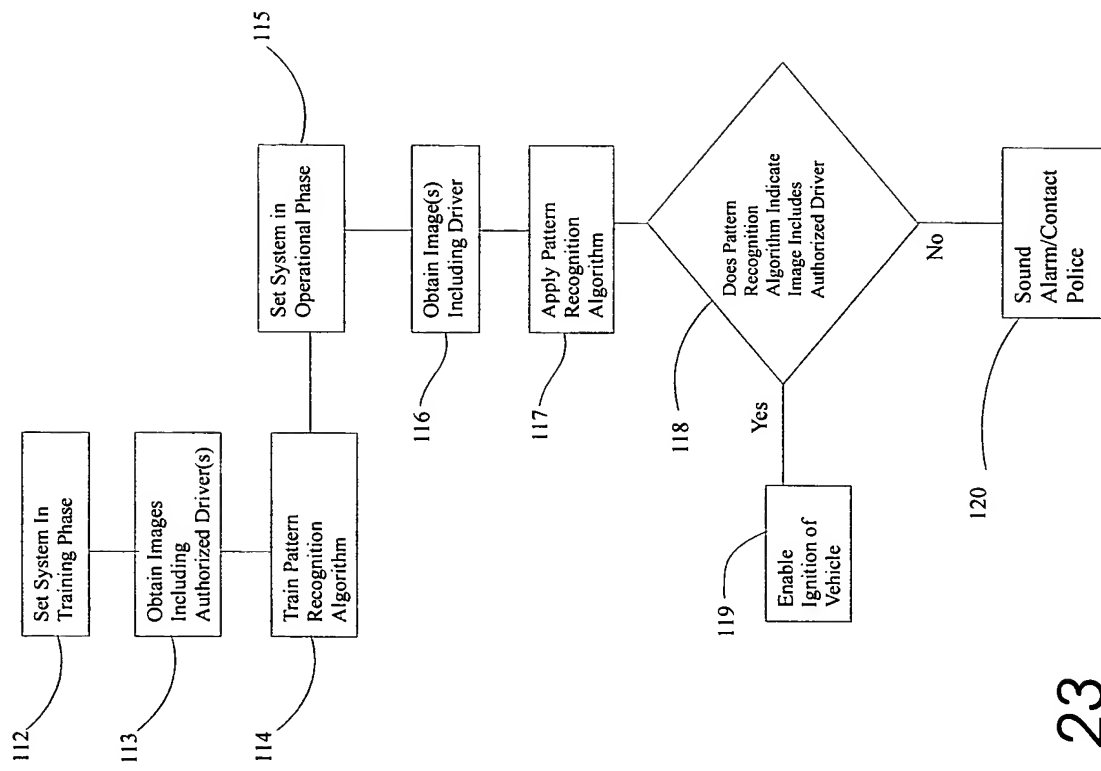 112
Set System In
Training Phase
113
Obtain Images
Including
Authorized Driver(s)
114
Train Pattern
Recognition
Algorithm
115
Set System in
Operational Phase
116
Obtain Image(s)
Including Driver
117
Apply Pattern
Recognition
Algorithm
118
Does Pattern
Recognition
Algorithm Indicate
Image Includes
Authorized Driver
Yes
119
Enable
Ignition of
Vehicle
No
120
Sound
Alarm/Contact
Police
23